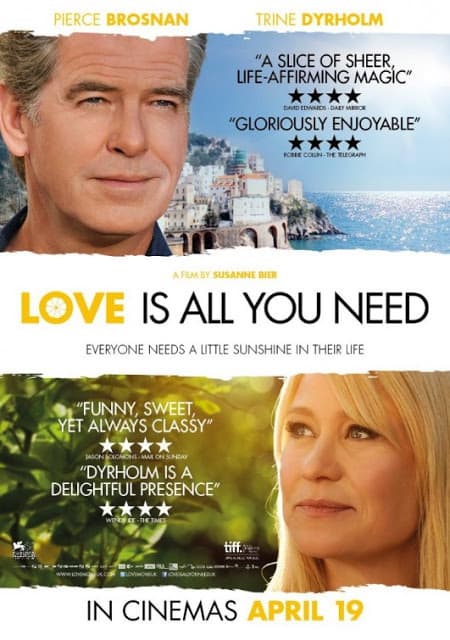 PIERCE BROSNAN
TRINE DYRHOLM
"A SLICE OF SHEER,
LIFE-AFFIRMING MAGIC"
DAVID EDWARDS - DAILY MIRROR
"GLORIOUSLY ENJOYABLE"
ROBBIE COLLIN - THE TELEGRAPH
A FILM BY SUSANNE BIER
LOVE IS ALL YOU NEED
EVERYONE NEEDS A LITTLE SUNSHINE IN THEIR LIFE
"FUNNY, SWEET,
YET ALWAYS CLASSY"
JASON SOLOMONS - MAIL ON SUNDAY
"DYRHOLM IS A
DELIGHTFUL PRESENCE"
WENDY IDE - THE TIMES
tiff.
IN CINEMAS APRIL 19